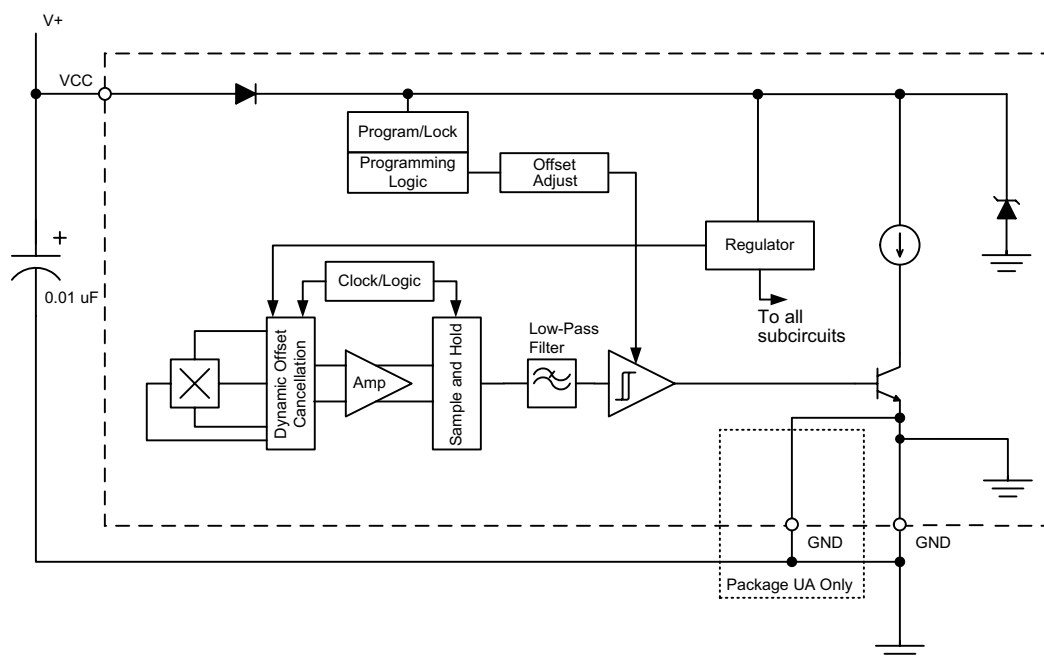 V+
VCC
Program/Lock
Programming
Logic
Offset
Adjust
Regulator
+
0.01 uF
Clock/Logic
To all
subcircuits
Dynamic Offset
Cancellation
Amp
Sample and Hold
Low-Pass
Filter
GND
GND
Package UA Only